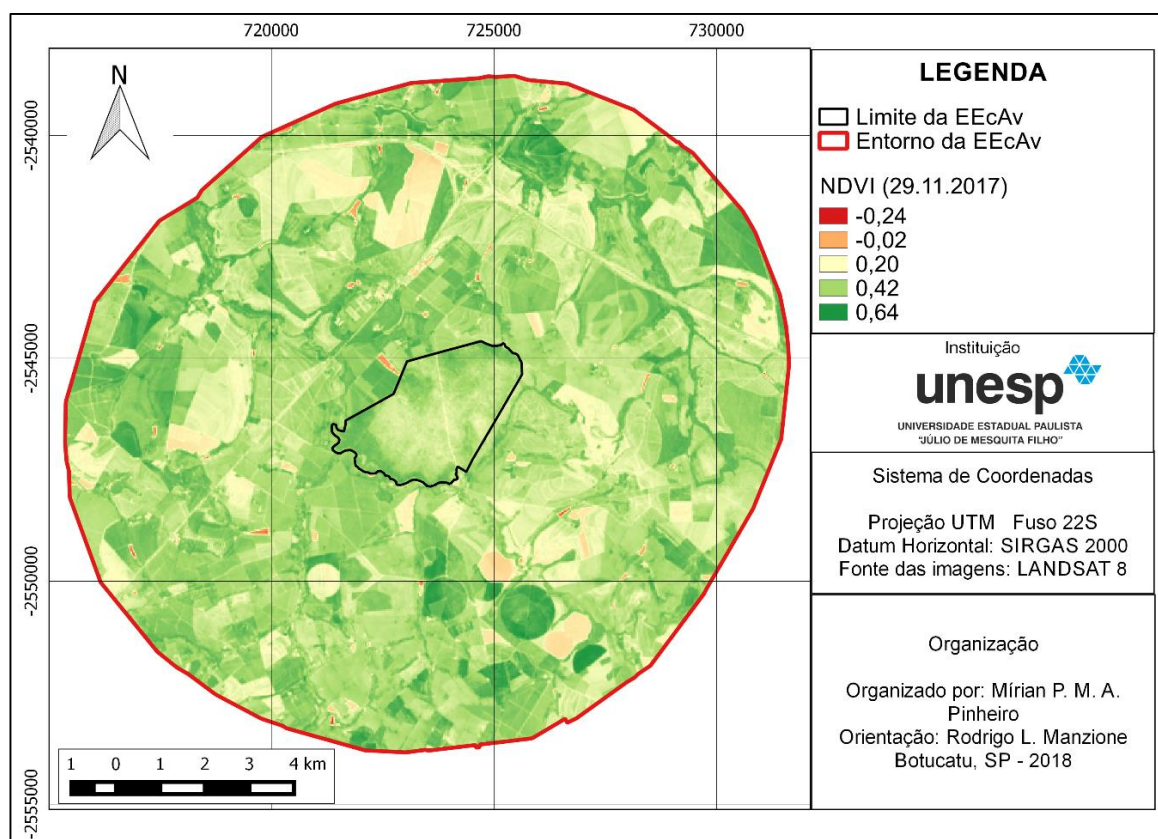 720000 725000 730000
N
-2540000
-2545000
-2550000
-2555000
1 0 1 2 3 4 km
LEGENDA
Limite da EEcAv
Entorno da EEcAv
NDVI (29.11.2017)
-0,24
-0,02
0,20
0,42
0,64
Instituição
unesp
UNIVERSIDADE ESTADUAL PAULISTA
"JÚLIO DE MESQUITA FILHO"
Sistema de Coordenadas
Projeção UTM Fuso 22S
Datum Horizontal: SIRGAS 2000
Fonte das imagens: LANDSAT 8
Organização
Organizado por: Mírian P. M. A.
Pinheiro
Orientação: Rodrigo L. Manzione
Botucatu, SP - 2018